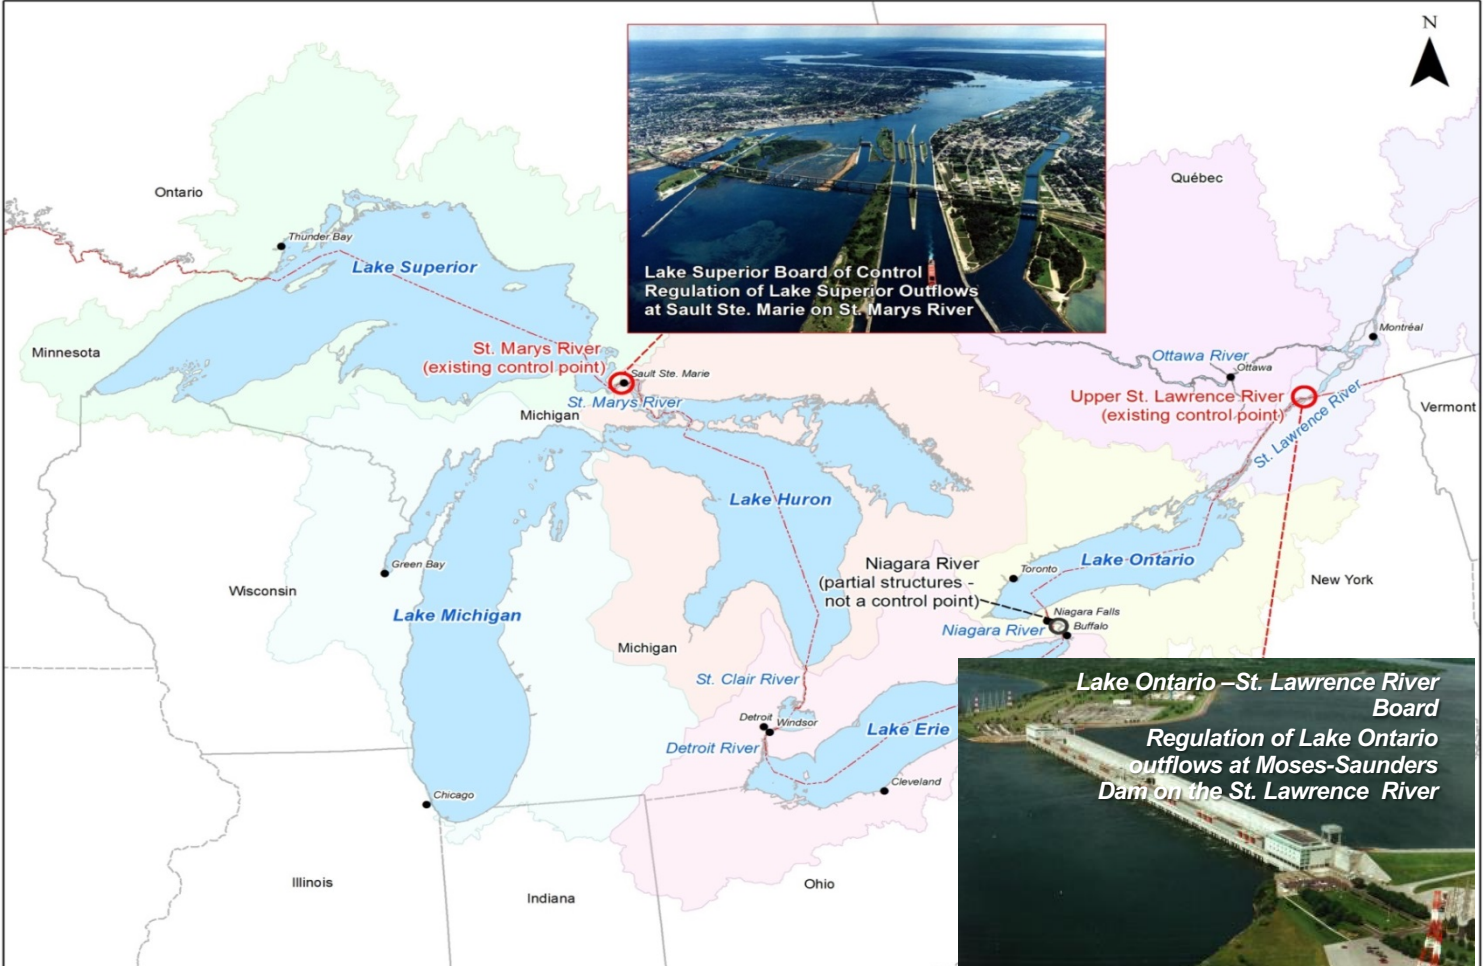 N
Lake Superior Board of Control
Regulation of Lake Superior Outflows
at Sault Ste. Marie on St. Marys River
Ontario
Québec
Thunder Bay
Lake Superior
Minnesota
St. Marys River
(existing control point)
Sault Ste. Marie
St. Marys River
Michigan
Montréal
Ottawa River
Ottawa
Upper St. Lawrence River
(existing control point)
St. Lawrence River
Vermont
Lake Huron
Niagara River
(partial structures -
not a control point)
Toronto
Lake Ontario
New York
Green Bay
Wisconsin
Lake Michigan
Niagara Falls
Niagara River
Buffalo
Michigan
St. Clair River
Detroit
Windsor
Detroit River
Lake Erie
Cleveland
Chicago
Illinois
Indiana
Ohio
Lake Ontario –St. Lawrence River
Board
Regulation of Lake Ontario
outflows at Moses-Saunders
Dam on the St. Lawrence River